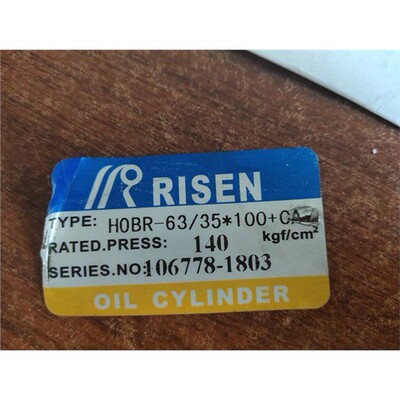 RISEN
TYPE: HOBR-63/35*100+CA
RATED.PRESS: 140 kgf/cm²
SERIES.NO: 106778-1803
OIL CYLINDER